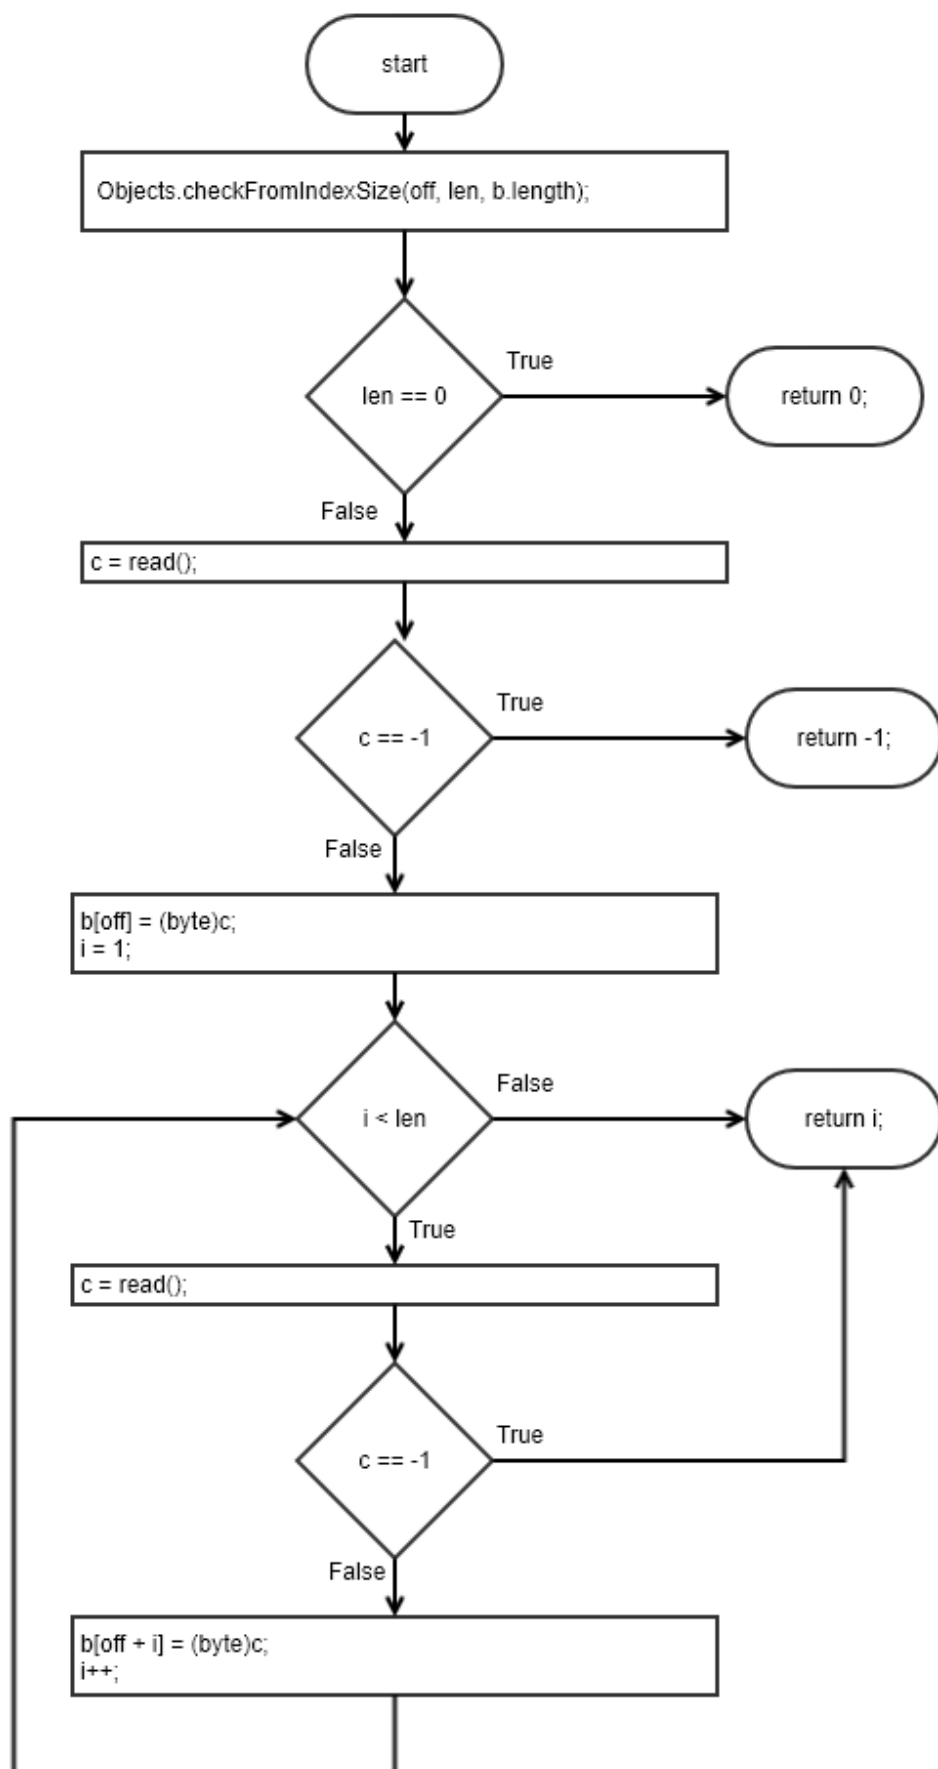 start
Objects.checkFromIndexSize(off, len, b.length);
len == 0
True
return 0;
False
c = read();
c == -1
True
return -1;
False
b[off] = (byte)c;
i = 1;
i < len
False
return i;
True
c = read();
c == -1
True
False
b[off + i] = (byte)c;
i++;